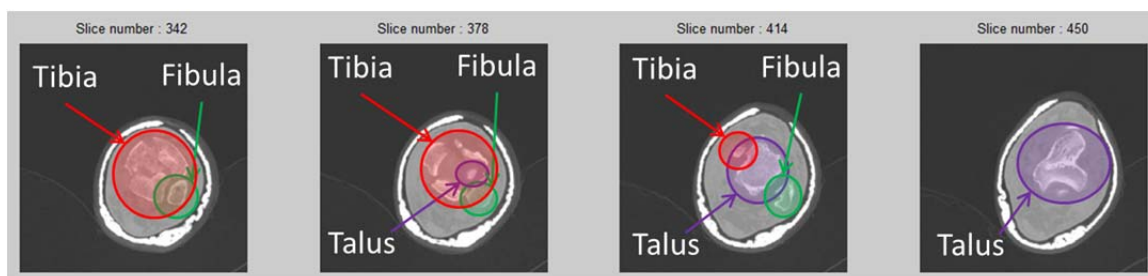 Slice number : 342
Tibia
Fibula
Slice number : 378
Tibia
Fibula
Talus
Slice number : 414
Tibia
Fibula
Talus
Slice number : 450
Talus